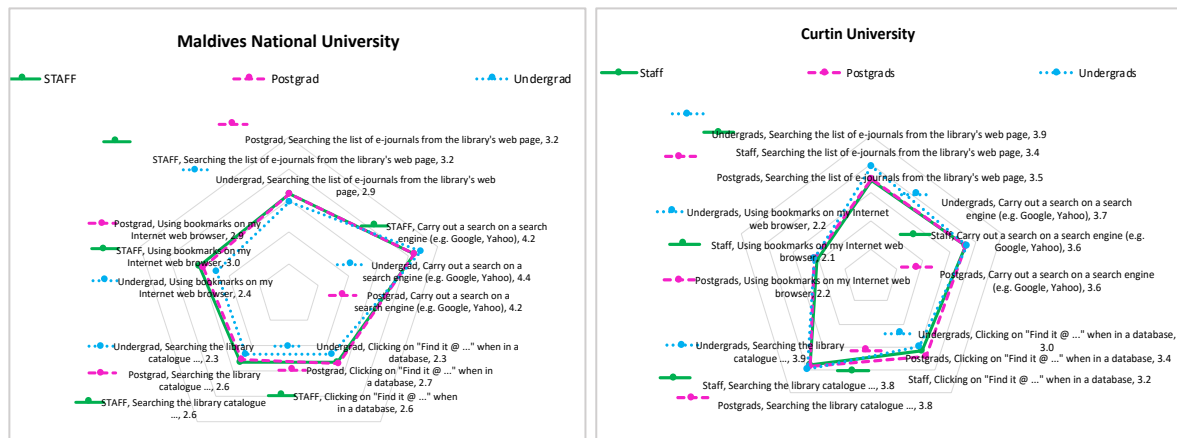 Maldives National University
STAFF
Postgrad
Undergrad
Postgrad, Searching the list of e-journals from the library's web page, 3.2
STAFF, Searching the list of e-journals from the library's web page, 3.2
Undergrad, Searching the list of e-journals from the library's web
page, 2.9
Postgrad, Using bookmarks on my
Internet web browser, 2.9
STAFF, Using bookmarks on my
Internet web browser, 3.0
Undergrad, Using bookmarks on my
Internet web browser, 2.4
STAFF, Carry out a search on a search
engine (e.g. Google, Yahoo), 4.2
Undergrad, Carry out a search on a
search engine (e.g. Google, Yahoo), 4.4
Postgrad, Carry out a search on a
search engine (e.g. Google, Yahoo),
4.2
Undergrad, Searching the library
catalogue ..., 2.3
Postgrad, Searching the library
catalogue ..., 2.6
STAFF, Searching the library catalogue
..., 2.6
Undergrad, Clicking on "Find it @ ..." when in a
database, 2.3
Postgrad, Clicking on "Find it @ ..." when
in a database, 2.7
STAFF, Clicking on "Find it @ ..." when
in a database, 2.6
Curtin University
Staff
Postgrads
Undergrads
Undergrads, Searching the list of e-journals from the library's web page, 3.9
Staff, Searching the list of e-journals from the library's web page, 3.4
Postgrads, Searching the list of e-journals from the library's web page, 3.5
Undergrads, Using bookmarks on my Internet
web browser, 2.2
Staff, Using bookmarks on my Internet web
browser, 2.1
Postgrads, Using bookmarks on my Internet web
browser, 2.2
Undergrads, Carry out a search on a
search engine (e.g. Google, Yahoo),
3.7
Staff, Carry out a search on a search engine (e.g.
Google, Yahoo), 3.6
Postgrads, Carry out a search on a search engine
(e.g. Google, Yahoo), 3.6
Undergrads, Searching the library
catalogue ..., 3.9
Staff, Searching the library catalogue ..., 3.8
Postgrads, Searching the library catalogue ..., 3.8
Undergrads, Clicking on "Find it @ ..." when in a database,
3.0
Postgrads, Clicking on "Find it @ ..." when in a database, 3.4
Staff, Clicking on "Find it @ ..." when in a database, 3.2